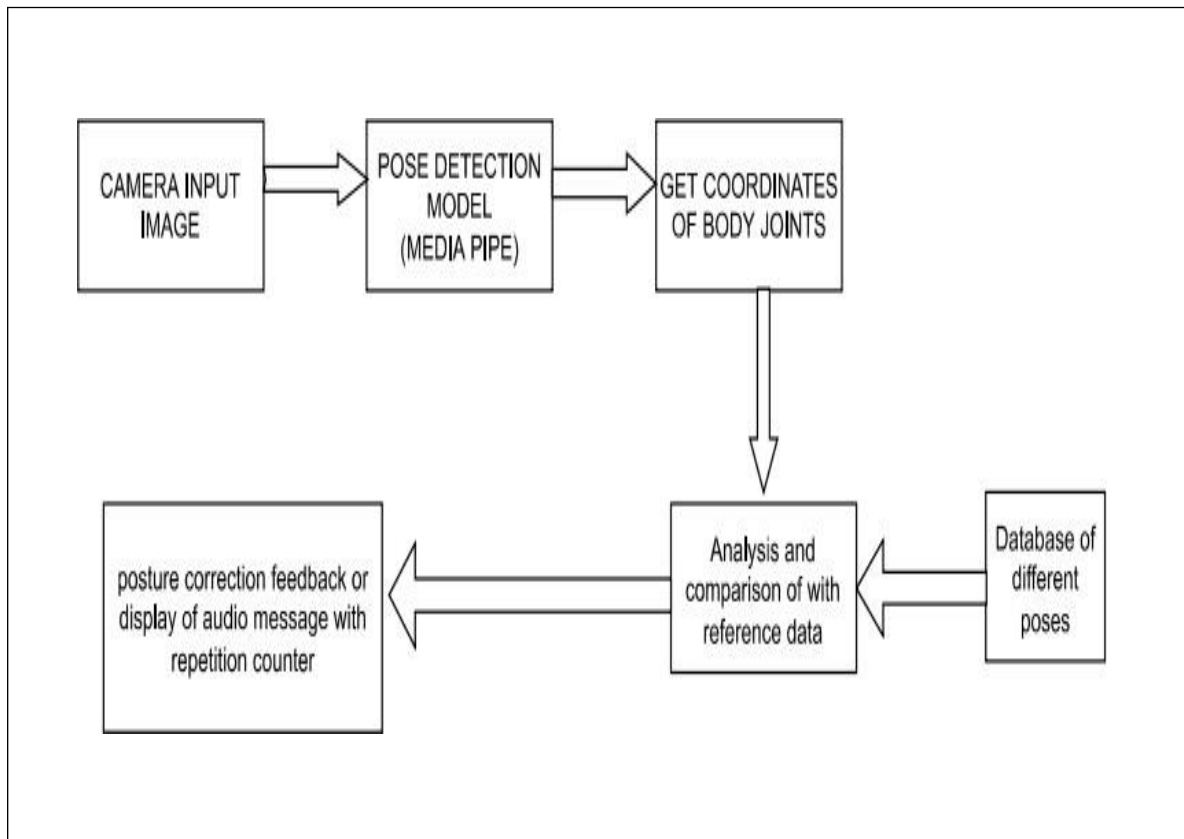 CAMERA INPUT
IMAGE
POSE DETECTION
MODEL
(MEDIA PIPE)
GET COORDINATES
OF BODY JOINTS
posture correction feedback or
display of audio message with
repetition counter
Analysis and
comparison of with
reference data
Database of
different
poses